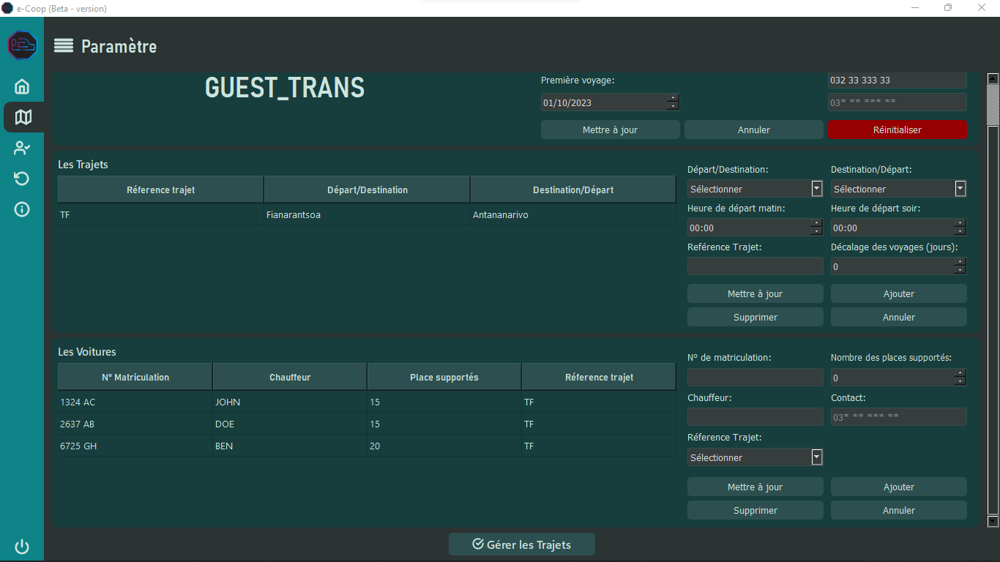 e-Coop (Beta - version)
Paramètre
GUEST_TRANS
Première voyage:
032 33 333 33
01/10/2023
03* ** *** **
Mettre à jour
Annuler
Réinitialiser
Les Trajets
Réference trajet
Départ/Destination
Destination/Départ
TF
Fianarantsoa
Antananarivo
Départ/Destination:
Destination/Départ:
Sélectionner
Sélectionner
Heure de départ matin:
Heure de départ soir:
00:00
00:00
Reférence Trajet:
Décalage des voyages (jours):
0
Mettre à jour
Ajouter
Supprimer
Annuler
Les Voitures
N° Matriculation
Chauffeur
Place supportés
Réference trajet
1324 AC
JOHN
15
TF
2637 AB
DOE
15
TF
6725 GH
BEN
20
TF
N° de matriculation:
Nombre des places supportés:
0
Chauffeur:
Contact:
03* ** *** **
Réference Trajet:
Sélectionner
Mettre à jour
Ajouter
Supprimer
Annuler
Gérer les Trajets